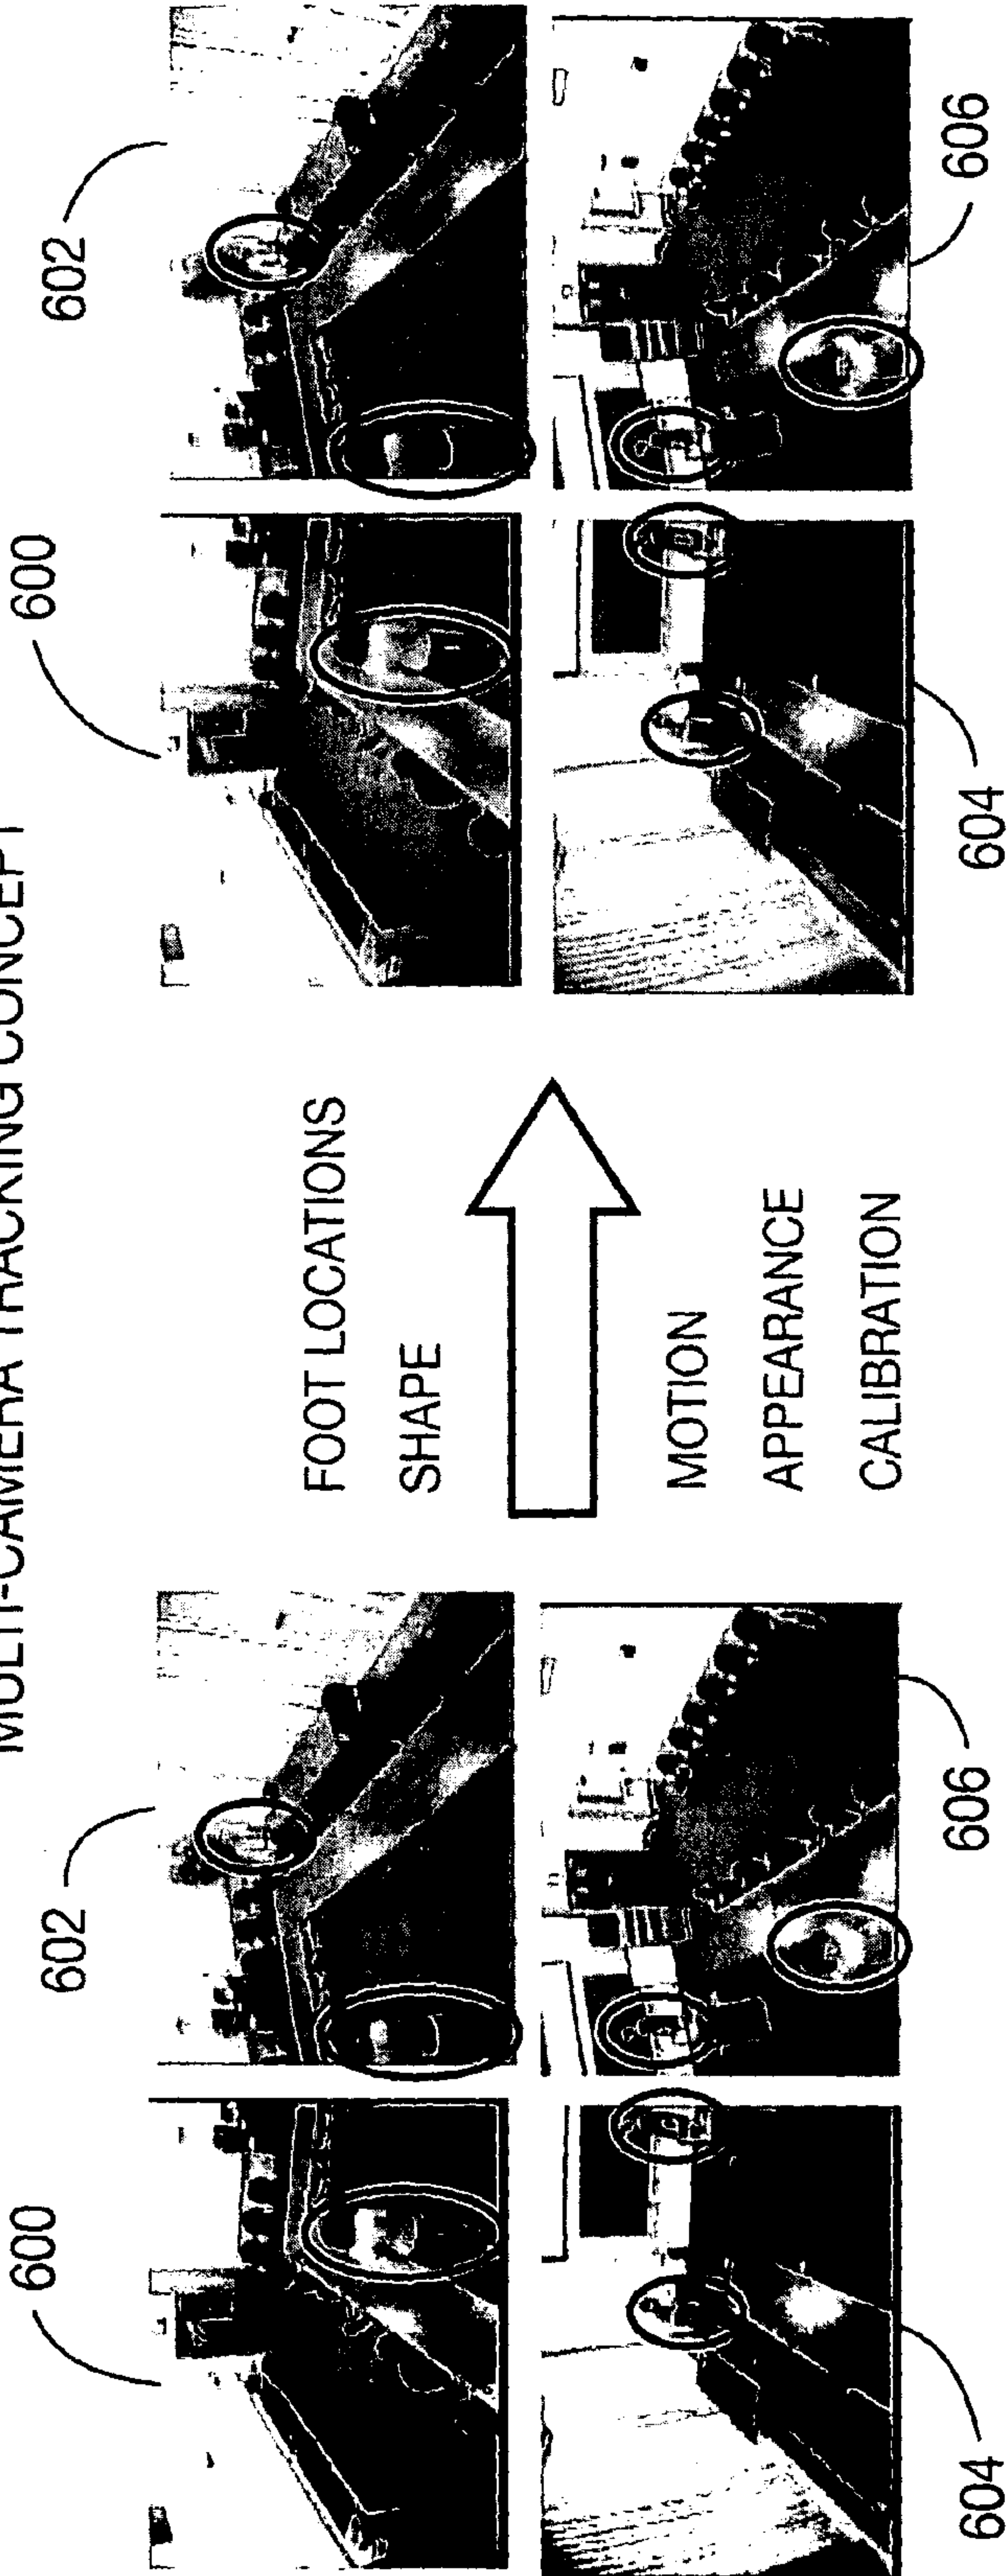 MULTI-CAMERA TRACKING CONCEPT
600
602
600
602
FOOT LOCATIONS
SHAPE
MOTION
APPEARANCE
CALIBRATION
604
606
604
606